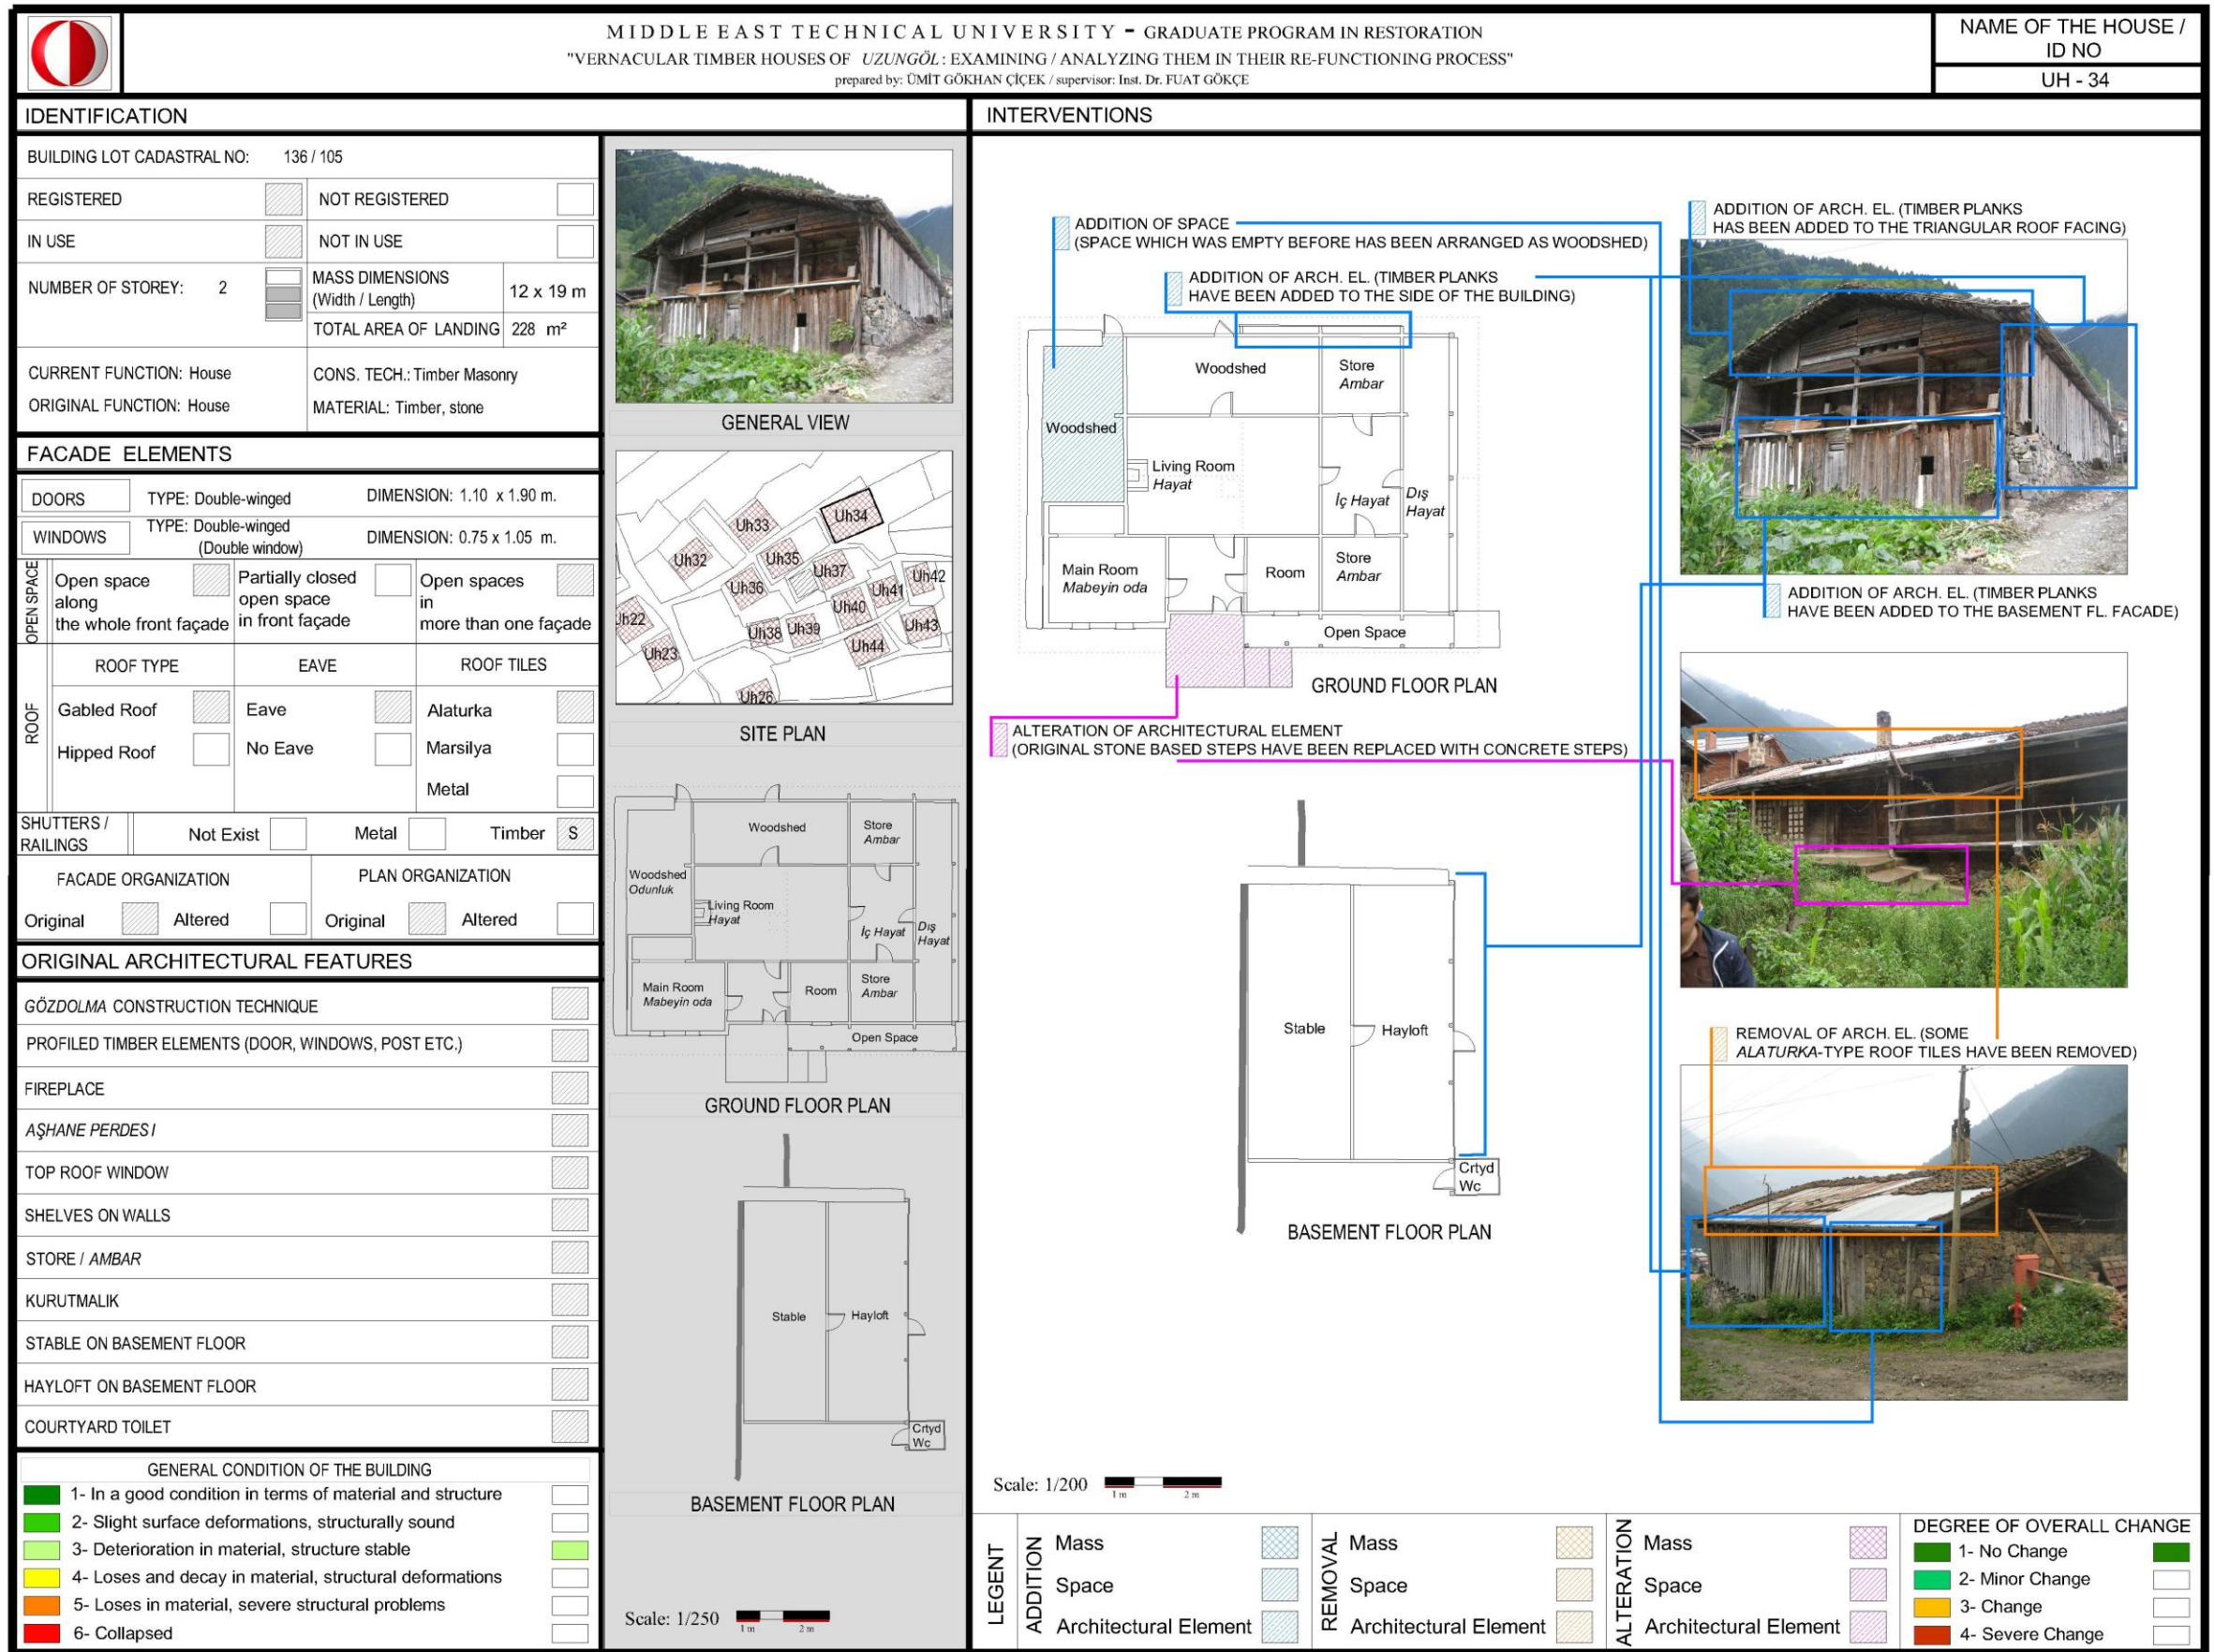 MIDDLE EAST TECHNICAL UNIVERSITY - GRADUATE PROGRAM IN RESTORATION
"VERNACULAR TIMBER HOUSES OF UZUNGÖL: EXAMINING / ANALYZING THEM IN THEIR RE-FUNCTIONING PROCESS"
prepared by: ÜMİT GÖKHAN ÇİÇEK / supervisor: Inst. Dr. FUAT GÖKÇE
NAME OF THE HOUSE /
ID NO
UH - 34
IDENTIFICATION
BUILDING LOT CADASTRAL NO: 136 / 105
REGISTERED
NOT REGISTERED
IN USE
NOT IN USE
NUMBER OF STOREY: 2
MASS DIMENSIONS
(Width / Length)
12 x 19 m
TOTAL AREA OF LANDING
228 m²
CURRENT FUNCTION: House
CONS. TECH.: Timber Masonry
ORIGINAL FUNCTION: House
MATERIAL: Timber, stone
FACADE ELEMENTS
DOORS
TYPE: Double-winged
DIMENSION: 1.10 x 1.90 m.
WINDOWS
TYPE: Double-winged
(Double window)
DIMENSION: 0.75 x 1.05 m.
OPEN SPACE
Open space
along
the whole front façade
Partially closed
open space
in front façade
Open spaces
in
more than one façade
ROOF
ROOF TYPE
EAVE
ROOF TILES
Gabled Roof
Eave
Alaturka
Hipped Roof
No Eave
Marsilya
Metal
SHUTTERS /
RAILINGS
Not Exist
Metal
Timber
S
FACADE ORGANIZATION
PLAN ORGANIZATION
Original
Altered
Original
Altered
ORIGINAL ARCHITECTURAL FEATURES
GÖZDOLMA CONSTRUCTION TECHNIQUE
PROFILED TIMBER ELEMENTS (DOOR, WINDOWS, POST ETC.)
FIREPLACE
AŞHANE PERDESI
TOP ROOF WINDOW
SHELVES ON WALLS
STORE / AMBAR
KURUTMALIK
STABLE ON BASEMENT FLOOR
HAYLOFT ON BASEMENT FLOOR
COURTYARD TOILET
GENERAL CONDITION OF THE BUILDING
1- In a good condition in terms of material and structure
2- Slight surface deformations, structurally sound
3- Deterioration in material, structure stable
4- Loses and decay in material, structural deformations
5- Loses in material, severe structural problems
6- Collapsed
GENERAL VIEW
Uh33
Uh34
Uh32
Uh35
Uh37
Uh42
Uh36
Uh41
Uh40
Uh22
Uh38
Uh39
Uh43
Uh44
Uh23
Uh26
SITE PLAN
Woodshed
Store
Ambar
Woodshed
Odunluk
Living Room
Hayat
İç Hayat
Dış
Hayat
Main Room
Mabeyin oda
Room
Store
Ambar
Open Space
GROUND FLOOR PLAN
Stable
Hayloft
Crtyd
Wc
BASEMENT FLOOR PLAN
Scale: 1/250
1 m
2 m
INTERVENTIONS
ADDITION OF SPACE
(SPACE WHICH WAS EMPTY BEFORE HAS BEEN ARRANGED AS WOODSHED)
ADDITION OF ARCH. EL. (TIMBER PLANKS
HAVE BEEN ADDED TO THE SIDE OF THE BUILDING)
ADDITION OF ARCH. EL. (TIMBER PLANKS
HAS BEEN ADDED TO THE TRIANGULAR ROOF FACING)
Woodshed
Store
Ambar
Woodshed
Living Room
Hayat
İç Hayat
Dış
Hayat
Main Room
Mabeyin oda
Room
Store
Ambar
Open Space
GROUND FLOOR PLAN
ADDITION OF ARCH. EL. (TIMBER PLANKS
HAVE BEEN ADDED TO THE BASEMENT FL. FACADE)
ALTERATION OF ARCHITECTURAL ELEMENT
(ORIGINAL STONE BASED STEPS HAVE BEEN REPLACED WITH CONCRETE STEPS)
Stable
Hayloft
Crtyd
Wc
BASEMENT FLOOR PLAN
REMOVAL OF ARCH. EL. (SOME
ALATURKA-TYPE ROOF TILES HAVE BEEN REMOVED)
Scale: 1/200
1 m
2 m
LEGENT
ADDITION
Mass
Space
Architectural Element
REMOVAL
Mass
Space
Architectural Element
ALTERATION
Mass
Space
Architectural Element
DEGREE OF OVERALL CHANGE
1- No Change
2- Minor Change
3- Change
4- Severe Change